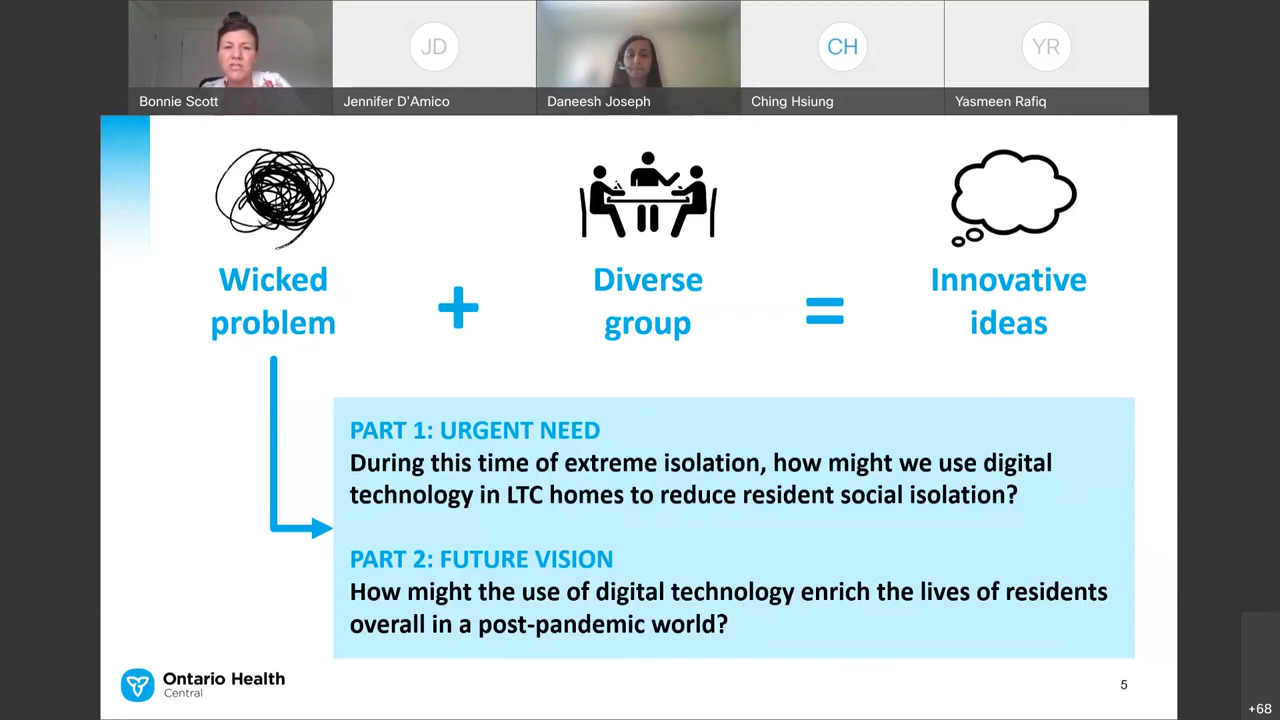 JD
CH
YR
Bonnie Scott
Jennifer D'Amico
Daneesh Joseph
Ching Hsiung
Yasmeen Rafiq
Wicked
problem
+
Diverse
group
=
Innovative
ideas
PART 1: URGENT NEED
During this time of extreme isolation, how might we use digital
technology in LTC homes to reduce resident social isolation?
PART 2: FUTURE VISION
How might the use of digital technology enrich the lives of residents
overall in a post-pandemic world?
Ontario Health
Central
5
+68